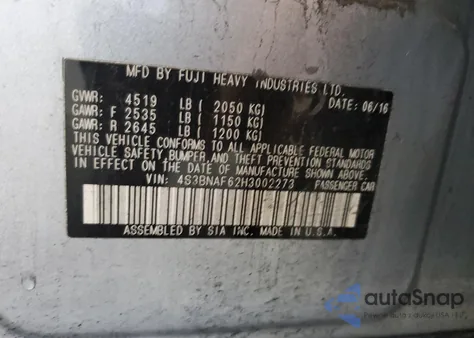 MFD BY FUJI HEAVY INDUSTRIES LTD.
GVWR: 4519 LB ( 2050 KG) DATE: 06/16
GAWR: F 2535 LB ( 1150 KG)
GAWR: R 2645 LB ( 1200 KG)
THIS VEHICLE CONFORMS TO ALL APPLICABLE FEDERAL MOTOR
VEHICLE SAFETY, BUMPER, AND THEFT PREVENTION STANDARDS
IN EFFECT ON THE DATE OF MANUFACTURE SHOWN ABOVE.
VIN: 4S3BNAF62H3002273 PASSENGER CAR
ASSEMBLED BY SIA INC. MADE IN U.S.A.
autoSnap